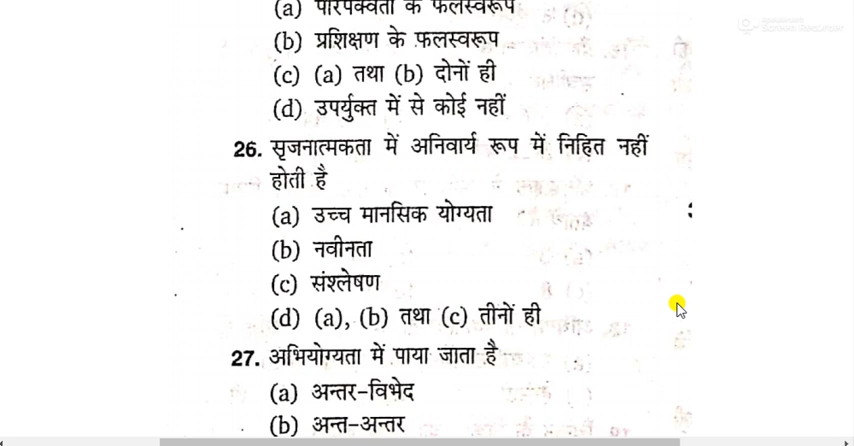 (a) परिपक्वता के फलस्वरूप
(b) प्रशिक्षण के फलस्वरूप
(c) (a) तथा (b) दोनों ही
(d) उपर्युक्त में से कोई नहीं
26. सृजनात्मकता में अनिवार्य रूप में निहित नहीं
होती है
(a) उच्च मानसिक योग्यता
(b) नवीनता
(c) संश्लेषण
(d) (a), (b) तथा (c) तीनों ही
27. अभियोग्यता में पाया जाता है
(a) अन्तर-विभेद
(b) अन्त-अन्तर